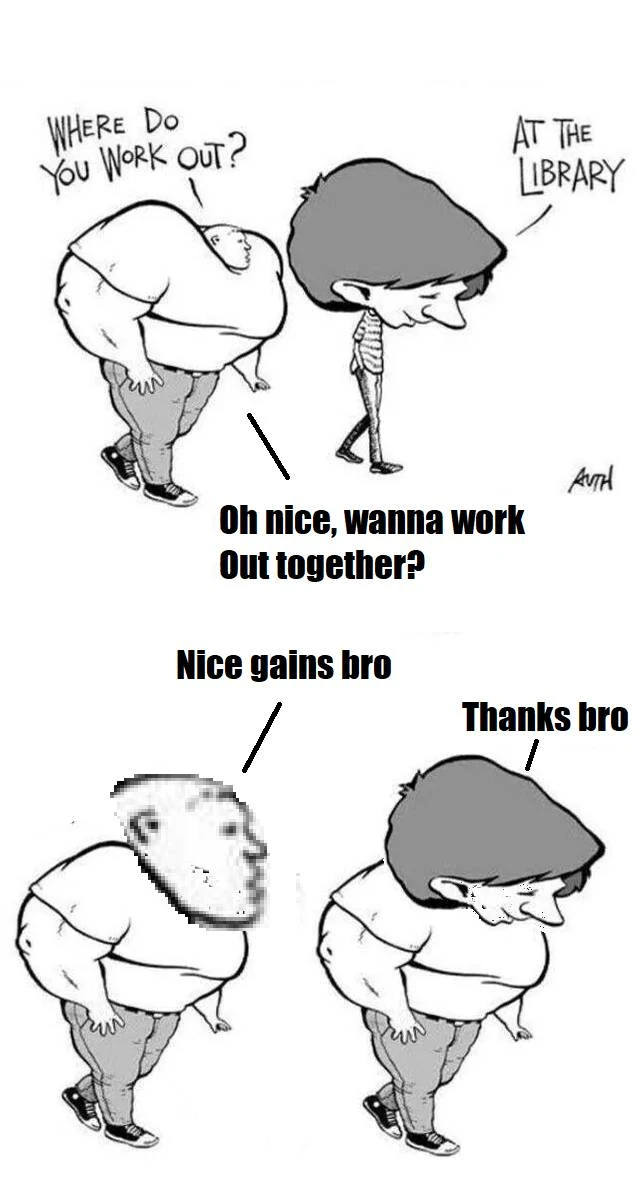 WHERE DO
YOU WORK OUT?
AT THE
LIBRARY
AUTH
Oh nice, wanna work
Out together?
Nice gains bro
Thanks bro